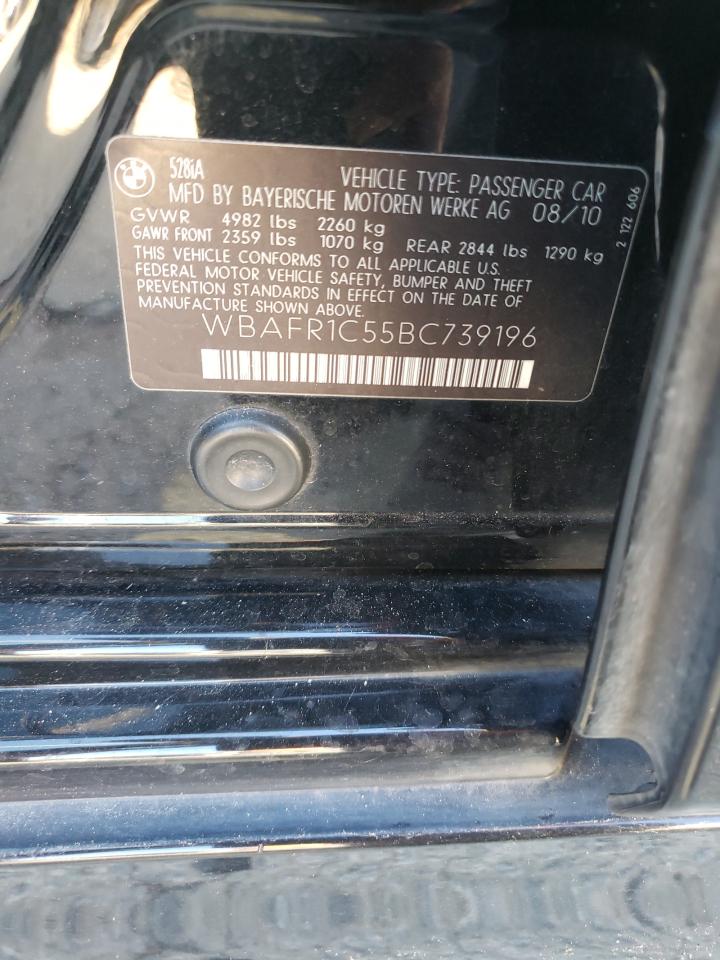 528iA
VEHICLE TYPE: PASSENGER CAR
MFD BY BAYERISCHE MOTOREN WERKE AG 08/10
GVWR 4982 lbs 2260 kg
GAWR FRONT 2359 lbs 1070 kg REAR 2844 lbs 1290 kg
THIS VEHICLE CONFORMS TO ALL APPLICABLE U.S.
FEDERAL MOTOR VEHICLE SAFETY, BUMPER AND THEFT
PREVENTION STANDARDS IN EFFECT ON THE DATE OF
MANUFACTURE SHOWN ABOVE.
WBAFR1C55BC739196
2 122 606